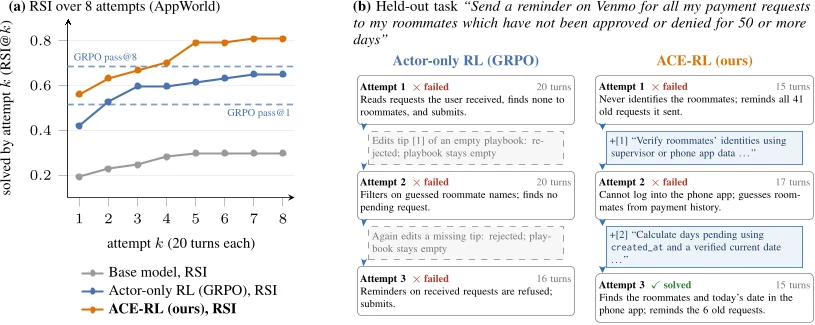 (a) RSI over 8 attempts (AppWorld)
solved by attempt k (RSI@k)
0.8
0.6
0.4
0.2
GRPO pass@8
GRPO pass@1
1 2 3 4 5 6 7 8
attempt k (20 turns each)
Base model, RSI
Actor-only RL (GRPO), RSI
ACE-RL (ours), RSI
(b) Held-out task “Send a reminder on Venmo for all my payment requests
to my roommates which have not been approved or denied for 50 or more
days”
Actor-only RL (GRPO)
Attempt 1 × failed 20 turns
Reads requests the user received, finds none to
roommates, and submits.
Edits tip [1] of an empty playbook: re-
jected; playbook stays empty
Attempt 2 × failed 20 turns
Filters on guessed roommate names; finds no
pending request.
Again edits a missing tip: rejected; play-
book stays empty
Attempt 3 × failed 16 turns
Reminders on received requests are refused;
submits.
ACE-RL (ours)
Attempt 1 × failed 15 turns
Never identifies the roommates; reminds all 41
old requests it sent.
+[1] “Verify roommates’ identities using
supervisor or phone app data ...”
Attempt 2 × failed 17 turns
Cannot log into the phone app; guesses room-
mates from payment history.
+[2] “Calculate days pending using
created_at and a verified current date
...”
Attempt 3 ✓ solved 15 turns
Finds the roommates and today’s date in the
phone app; reminds the 6 old requests.